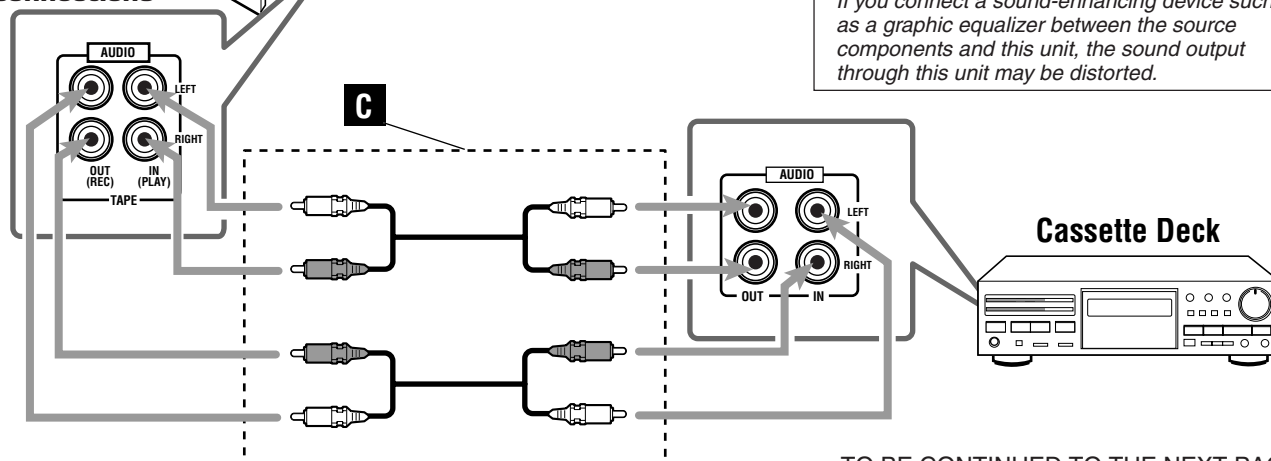 If you connect a sound-enhancing device such
as a graphic equalizer between the source
components and this unit, the sound output
through this unit may be distorted.
AUDIO
LEFT
RIGHT
OUT
(REC)
IN
(PLAY)
TAPE
C
AUDIO
LEFT
RIGHT
OUT
IN
Cassette Deck
TO BE CONTINUED TO THE NEXT